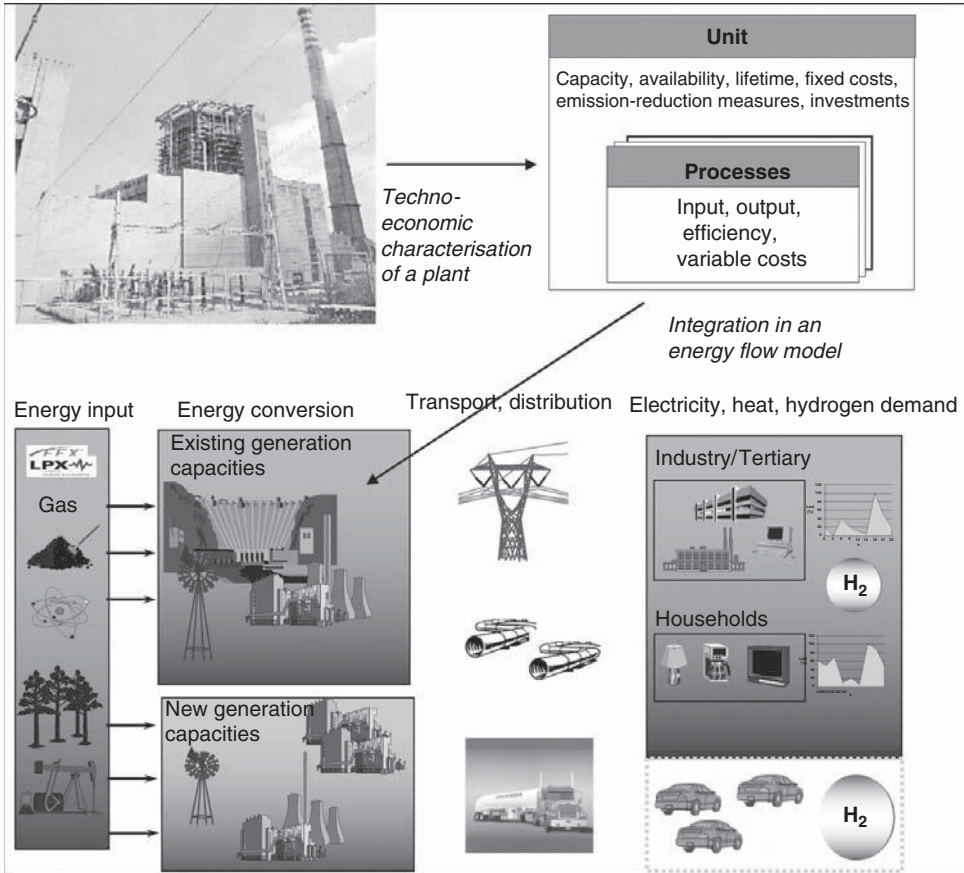 Unit
Capacity, availability, lifetime, fixed costs,
emission-reduction measures, investments
Processes
Input, output,
efficiency,
variable costs
Techno-
economic
characterisation
of a plant
Integration in an
energy flow model
Energy input
Energy conversion
Transport, distribution
Electricity, heat, hydrogen demand
LPX
Gas
Existing generation
capacities
New generation
capacities
Industry/Tertiary
H₂
Households
H₂